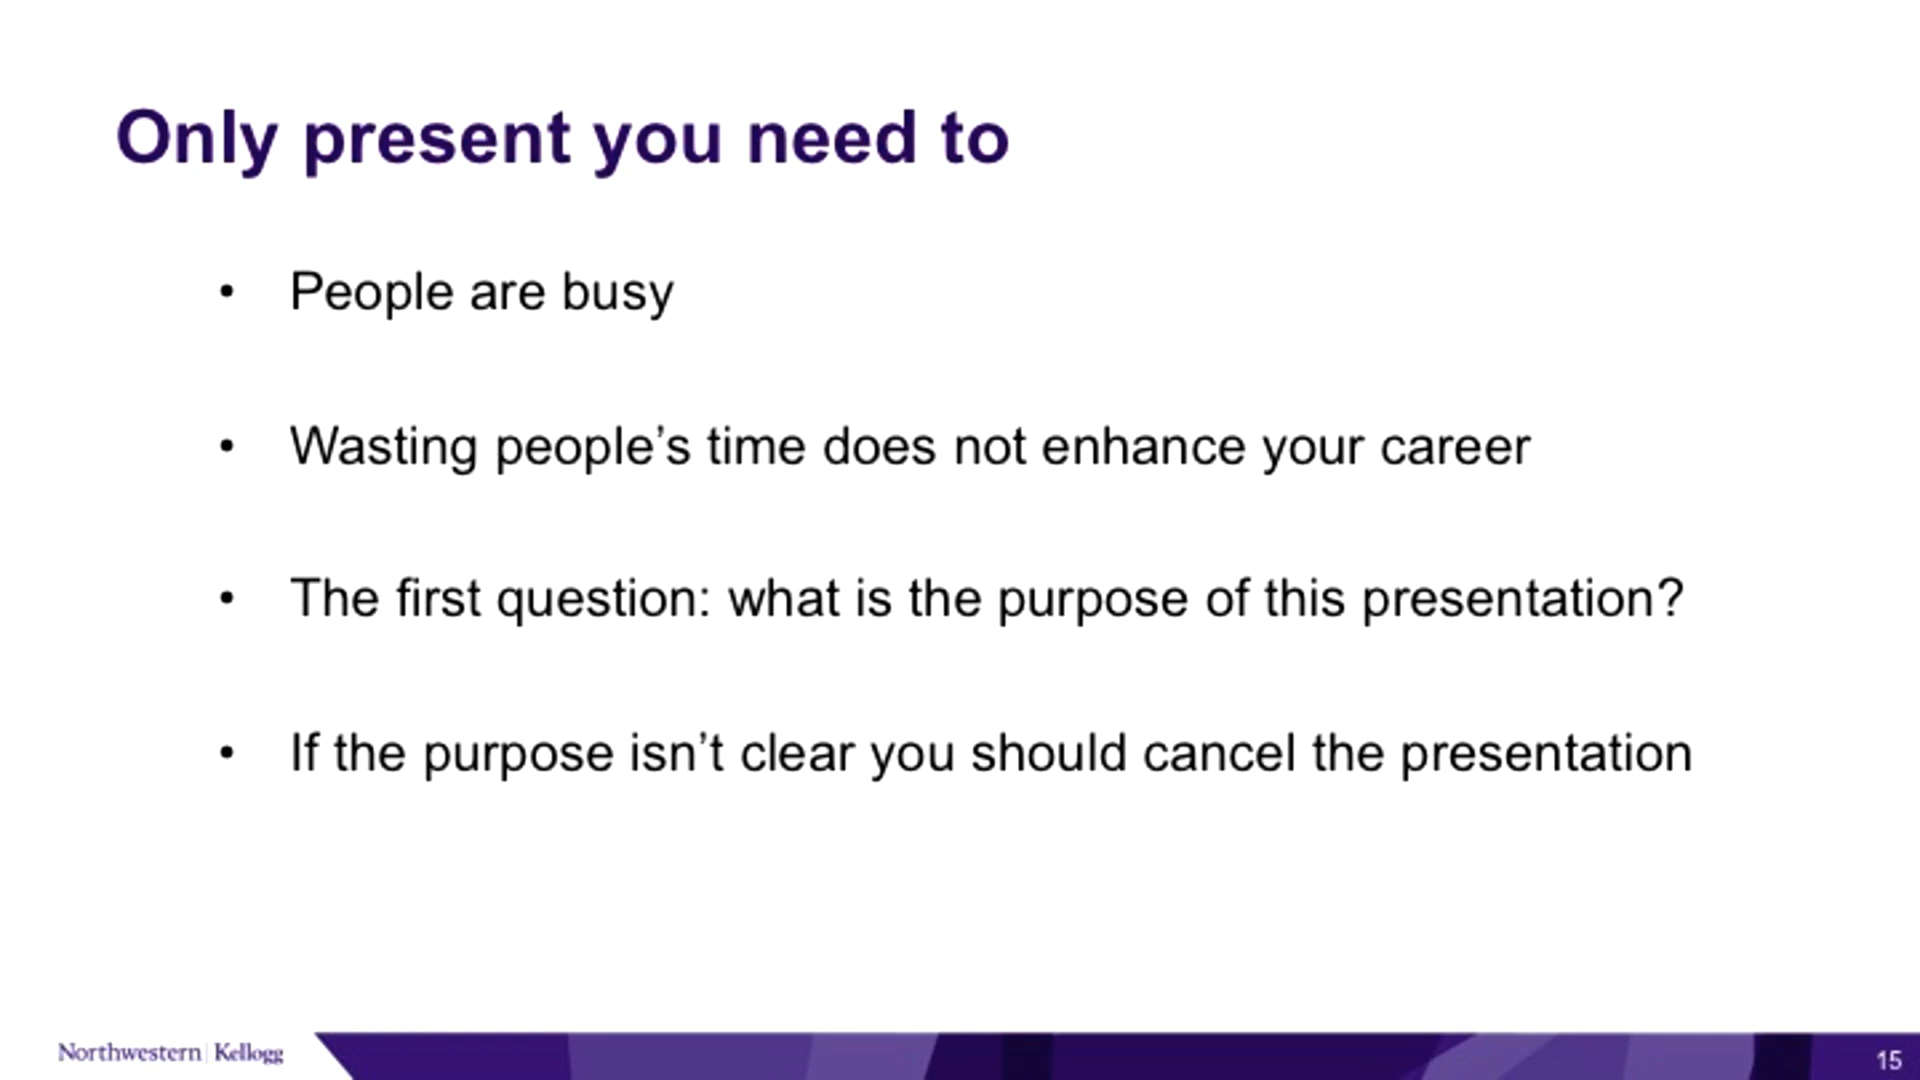 Only present you need to
• People are busy
• Wasting people’s time does not enhance your career
• The first question: what is the purpose of this presentation?
• If the purpose isn’t clear you should cancel the presentation
Northwestern | Kellogg
15